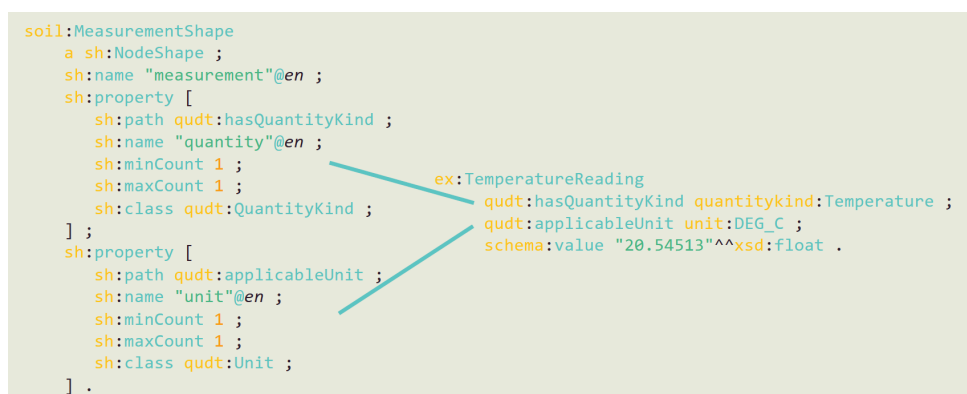 soil:MeasurementShape
a sh:NodeShape ;
sh:name "measurement"@en ;
sh:property [
sh:path qudt:hasQuantityKind ;
sh:name "quantity"@en ;
sh:minCount 1 ;
sh:maxCount 1 ;
sh:class qudt:QuantityKind ;
] ;
sh:property [
sh:path qudt:applicableUnit ;
sh:name "unit"@en ;
sh:minCount 1 ;
sh:maxCount 1 ;
sh:class qudt:Unit ;
] .
ex:TemperatureReading
qudt:hasQuantityKind quantitykind:Temperature ;
qudt:applicableUnit unit:DEG_C ;
schema:value "20.54513"^^xsd:float .